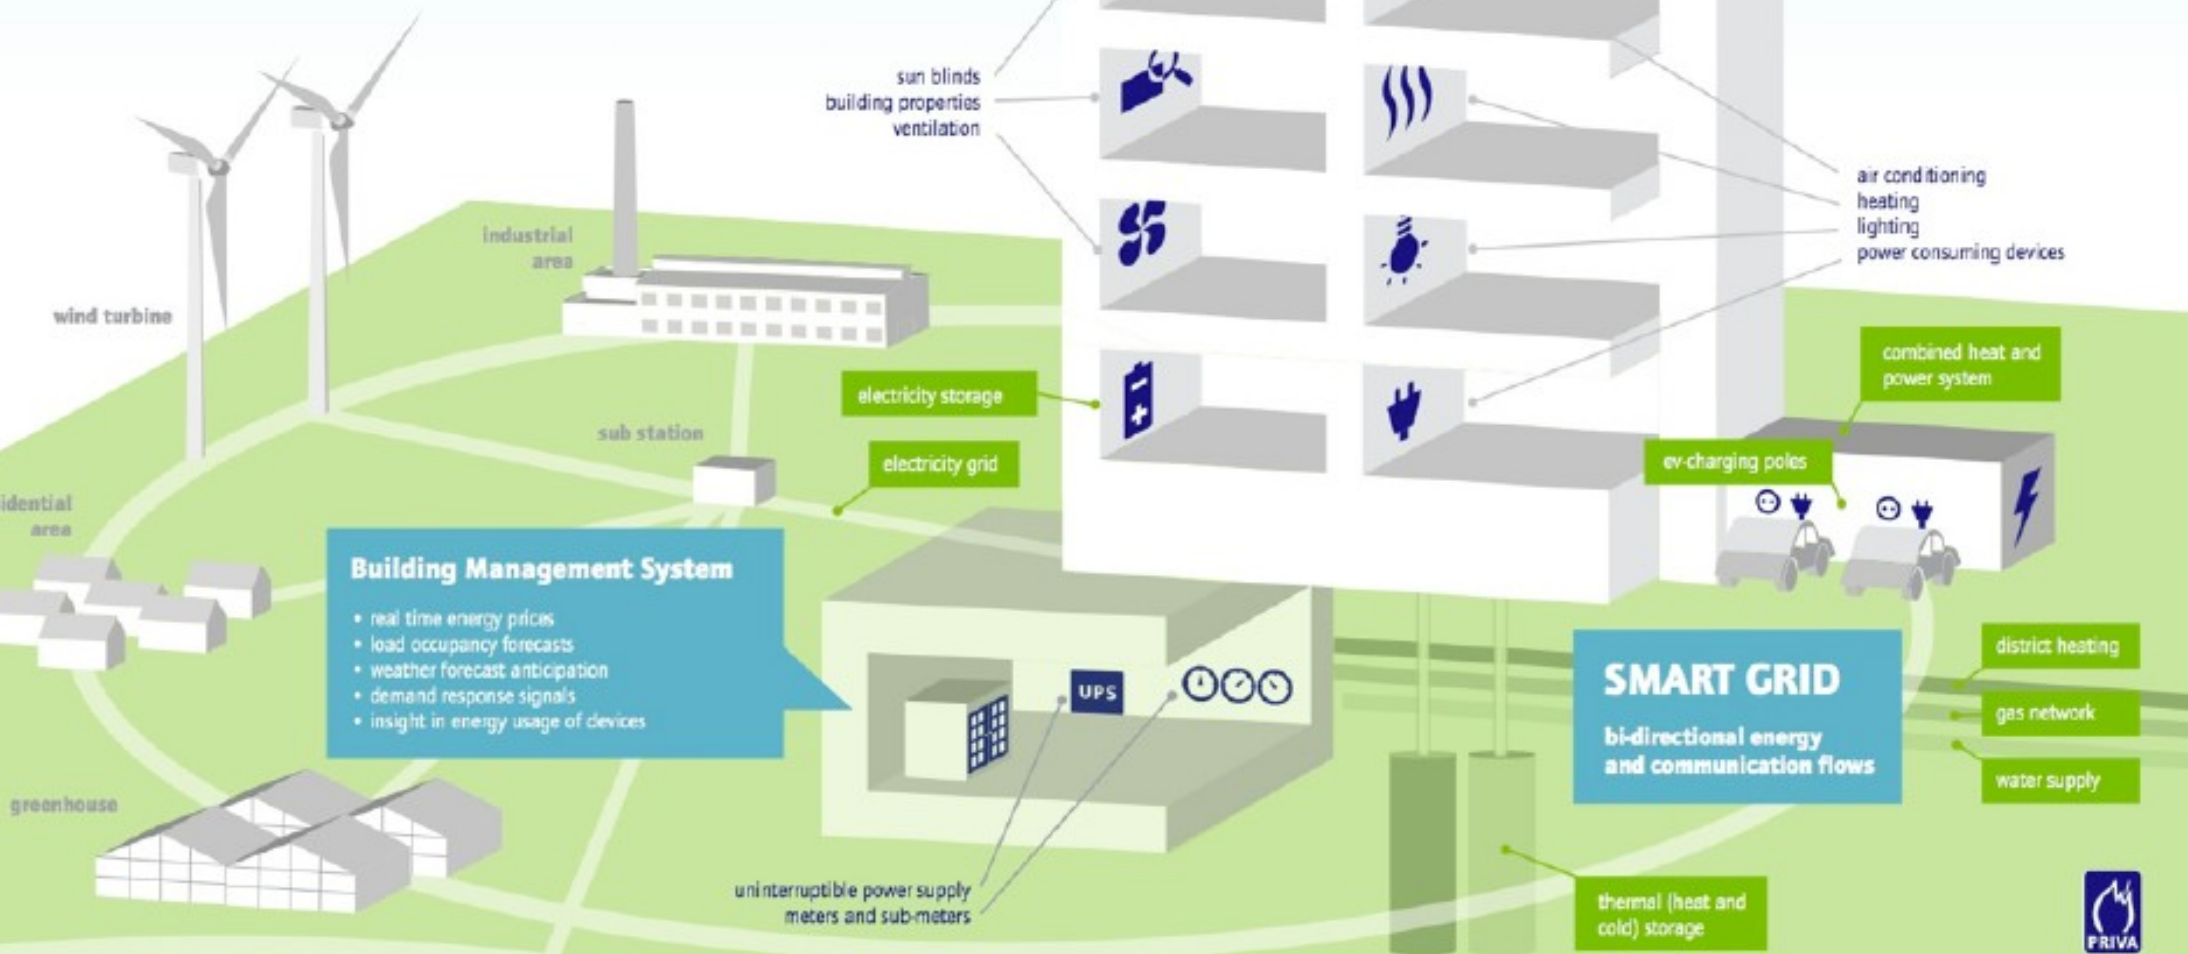 sun blinds
building properties
ventilation
air conditioning
heating
lighting
power consuming devices
industrial
area
wind turbine
combined heat and
power system
electricity storage
sub station
electricity grid
ev-charging poles
idential
area
Building Management System
• real time energy prices
• load occupancy forecasts
• weather forecast anticipation
• demand response signals
• insight in energy usage of devices
UPS
SMART GRID
bi-directional energy
and communication flows
district heating
gas network
water supply
greenhouse
uninterruptible power supply
meters and sub-meters
thermal (heat and
cold) storage
PRIVA